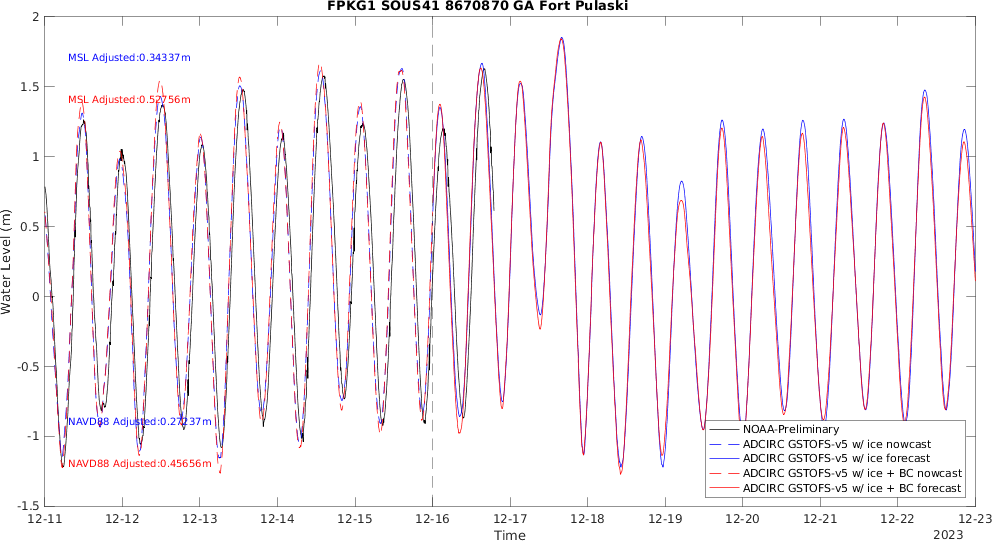 FPKG1 SOUS41 8670870 GA Fort Pulaski
Water Level (m)
2
1.5
1
0.5
0
-0.5
-1
-1.5
MSL Adjusted:0.34337m
MSL Adjusted:0.52756m
NAVD88 Adjusted:0.27237m
NAVD88 Adjusted:0.45656m
NOAA-Preliminary
ADCIRC GSTOFS-v5 w/ ice nowcast
ADCIRC GSTOFS-v5 w/ ice forecast
ADCIRC GSTOFS-v5 w/ ice + BC nowcast
ADCIRC GSTOFS-v5 w/ ice + BC forecast
12-11 12-12 12-13 12-14 12-15 12-16 12-17 12-18 12-19 12-20 12-21 12-22 12-23
Time
2023